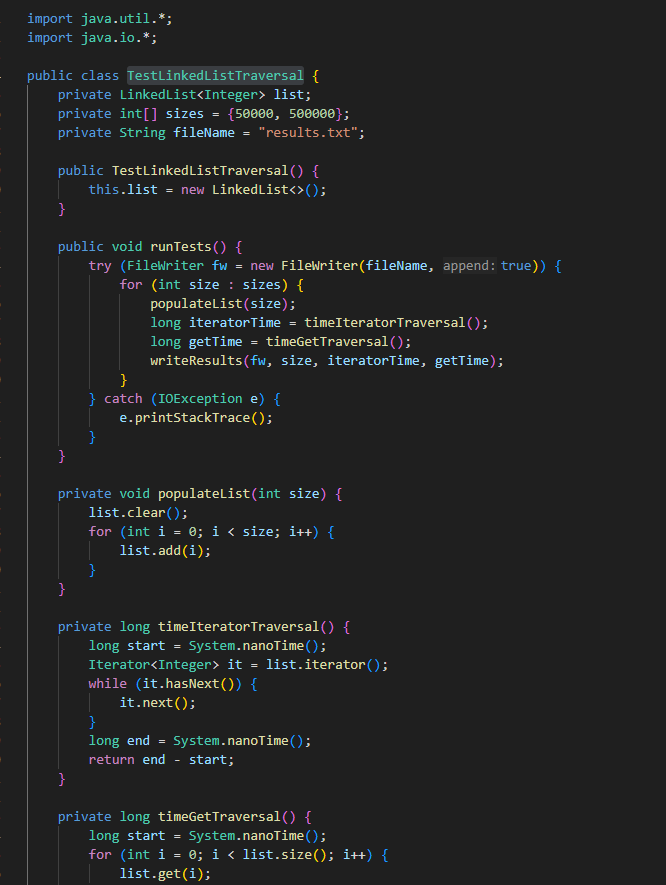 import java.util.*;
import java.io.*;

public class TestLinkedListTraversal {
    private LinkedList<Integer> list;
    private int[] sizes = {50000, 500000};
    private String fileName = "results.txt";

    public TestLinkedListTraversal() {
        this.list = new LinkedList<>();
    }

    public void runTests() {
        try (FileWriter fw = new FileWriter(fileName, append: true)) {
            for (int size : sizes) {
                populateList(size);
                long iteratorTime = timeIteratorTraversal();
                long getTime = timeGetTraversal();
                writeResults(fw, size, iteratorTime, getTime);
            }
        } catch (IOException e) {
            e.printStackTrace();
        }
    }

    private void populateList(int size) {
        list.clear();
        for (int i = 0; i < size; i++) {
            list.add(i);
        }
    }

    private long timeIteratorTraversal() {
        long start = System.nanoTime();
        Iterator<Integer> it = list.iterator();
        while (it.hasNext()) {
            it.next();
        }
        long end = System.nanoTime();
        return end - start;
    }

    private long timeGetTraversal() {
        long start = System.nanoTime();
        for (int i = 0; i < list.size(); i++) {
            list.get(i);